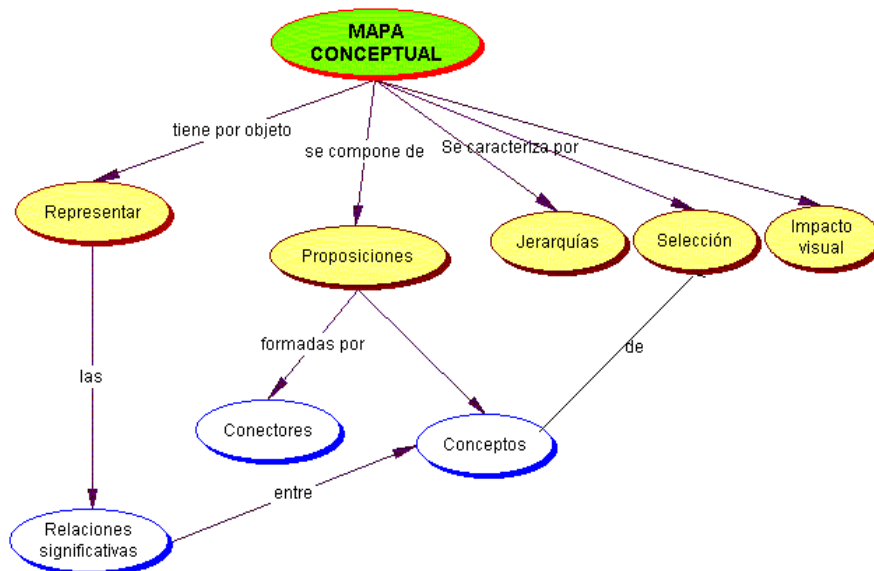 MAPA
CONCEPTUAL
tiene por objeto
se compone de
Se caracteriza por
Representar
Proposiciones
Jerarquías
Selección
Impacto
visual
formadas por
de
las
Conectores
Conceptos
entre
Relaciones
significativas